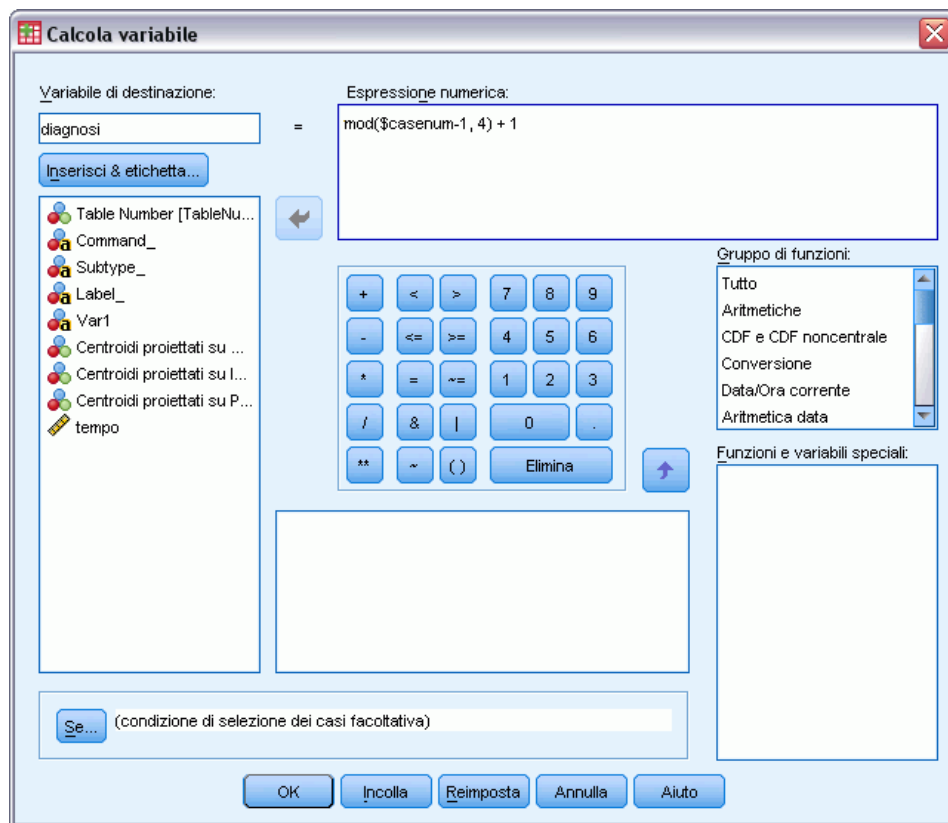 Calcola variabile
Variabile di destinazione:
diagnosi
=
Espressione numerica:
mod($casenum-1, 4) + 1
Inserisci & etichetta...
Table Number [TableNu...
Command_
Subtype_
Label_
Var1
Centroidi proiettati su ...
Centroidi proiettati su I...
Centroidi proiettati su P...
tempo
+ < > 7 8 9
- <= >= 4 5 6
* = ~= 1 2 3
/ & | 0 .
** ~ ( ) Elimina
Gruppo di funzioni:
Tutto
Aritmetiche
CDF e CDF noncentrale
Conversione
Data/Ora corrente
Aritmetica data
Funzioni e variabili speciali:
Se... (condizione di selezione dei casi facoltativa)
OK Incolla Reimposta Annulla Aiuto